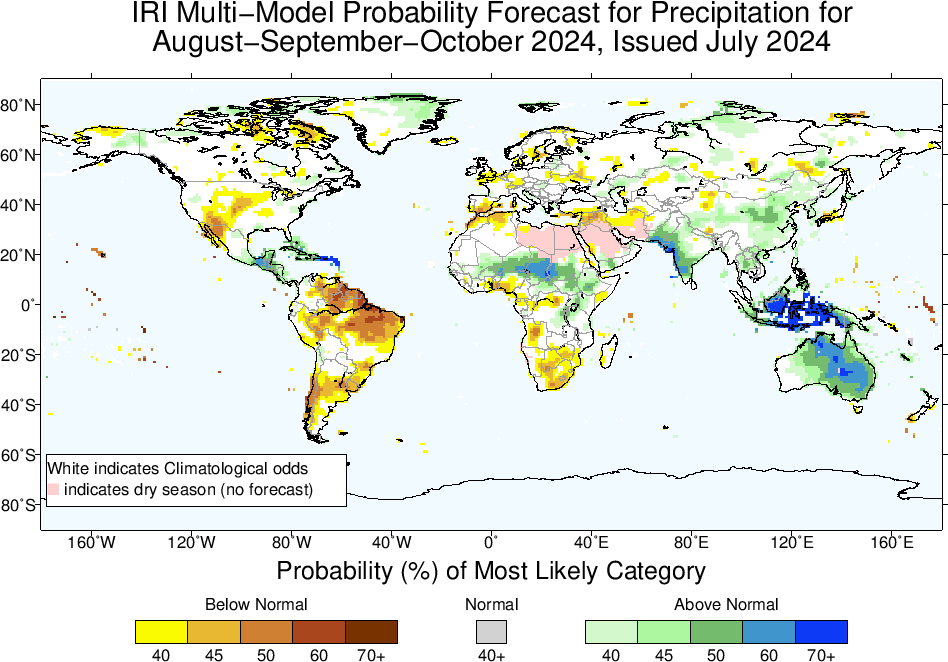 IRI Multi−Model Probability Forecast for Precipitation for
August−September−October 2024, Issued July 2024
80˚N
60˚N
40˚N
20˚N
0˚
20˚S
40˚S
60˚S
80˚S
White indicates Climatological odds
indicates dry season (no forecast)
160˚W 120˚W 80˚W 40˚W 0˚ 40˚E 80˚E 120˚E 160˚E
Probability (%) of Most Likely Category
Below Normal Normal Above Normal
40 45 50 60 70+ 40+ 40 45 50 60 70+